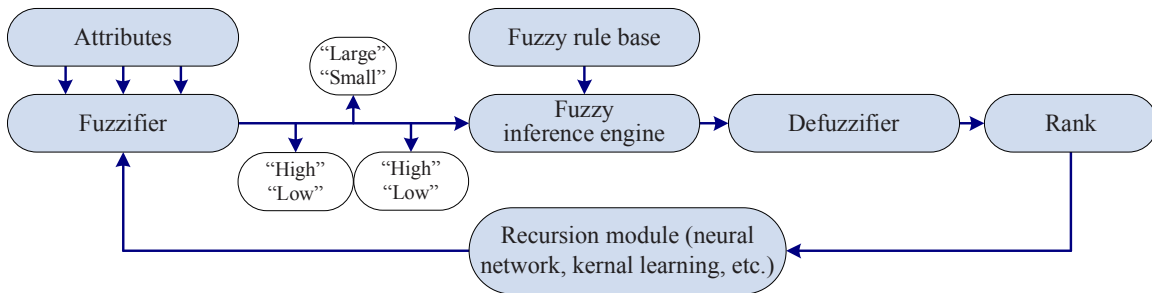 Attributes
“Large”
“Small”
Fuzzy rule base
Fuzzifier
Fuzzy
inference engine
Defuzzifier
Rank
“High”
“Low”
“High”
“Low”
Recursion module (neural
network, kernal learning, etc.)